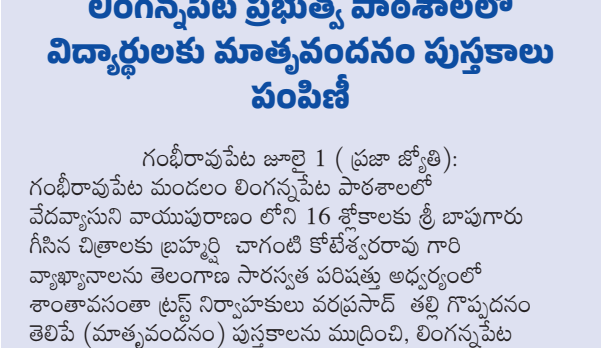 లింగన్నపేట ప్రభుత్వ పాఠశాలలో
విద్యార్థులకు మాతృవందనం పుస్తకాలు
పంపిణీ
గంభీరావుపేట జూలై 1 ( ప్రజా జ్యోతి):
గంభీరావుపేట మండలం లింగన్నపేట పాఠశాలలో
వేదవ్యాసుని వాయుపురాణం లోని 16 శ్లోకాలకు శ్రీ బాపుగారు
గీసిన చిత్రాలకు బ్రహ్మర్షి చాగంటి కోటేశ్వరరావు గారి
వ్యాఖ్యానాలను తెలంగాణ సారస్వత పరిషత్తు అధ్వర్యంలో
శాంతావసంతా ట్రస్ట్ నిర్వాహకులు వరప్రసాద్ తల్లి గొప్పదనం
తెలిపే (మాతృవందనం) పుస్తకాలను ముద్రించి, లింగన్నపేట